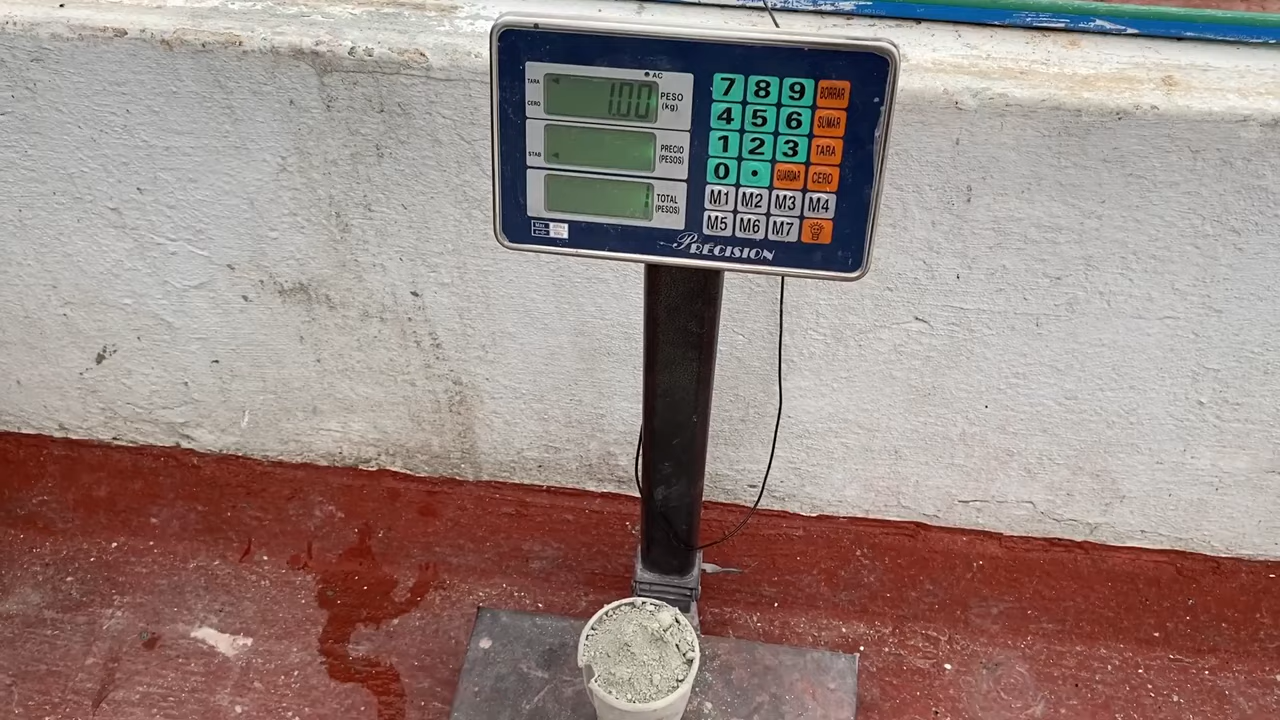 AC
TARA
CERO
1.00
PESO
(kg)
STAB
PRECIO
(PESOS)
TOTAL
(PESOS)
Max
7 8 9 BORRAR
4 5 6 SUMAR
1 2 3 TARA
0 . GUARDAR CERO
M1 M2 M3 M4
M5 M6 M7
PRECISION